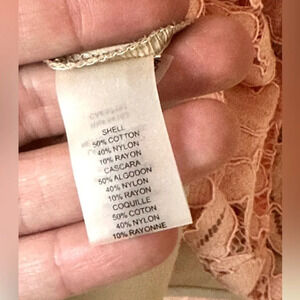 SHELL
50% COTTON
40% NYLON
10% RAYON
CASCARA
50% ALGODON
40% NYLON
10% RAYON
COQUILLE
50% COTON
40% NYLON
10% RAYONNE